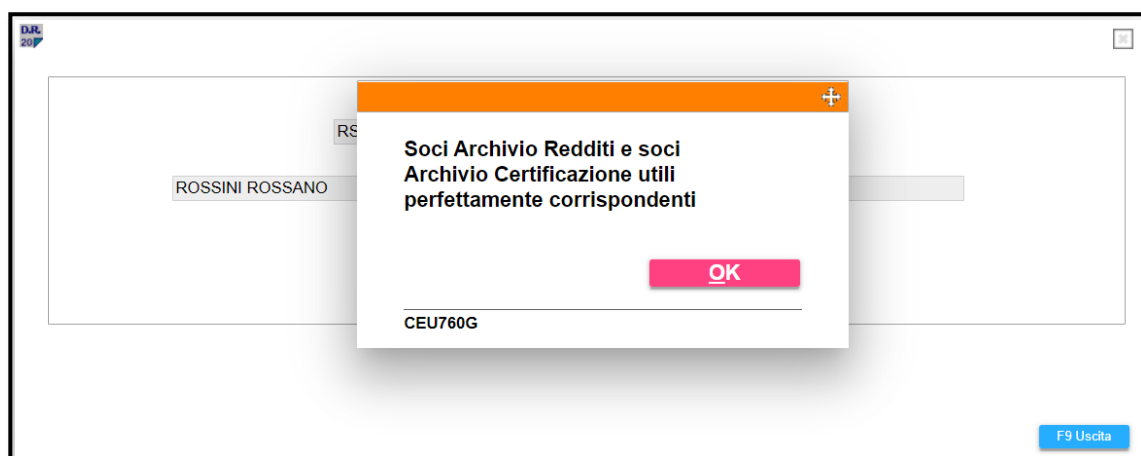 D.R.
20
RS
Soci Archivio Redditi e soci
Archivio Certificazione utili
perfettamente corrispondenti
ROSSINI ROSSANO
OK
CEU760G
F9 Uscita